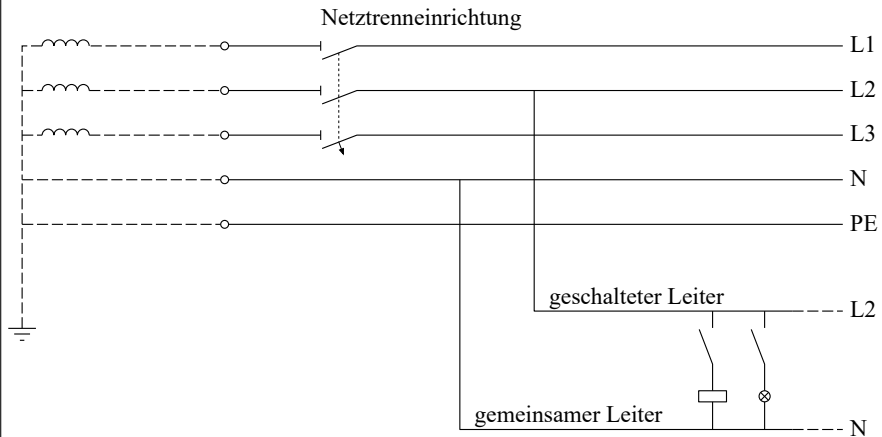 Netztrenneinrichtung
L1
L2
L3
N
PE
geschalteter Leiter
L2
gemeinsamer Leiter
N